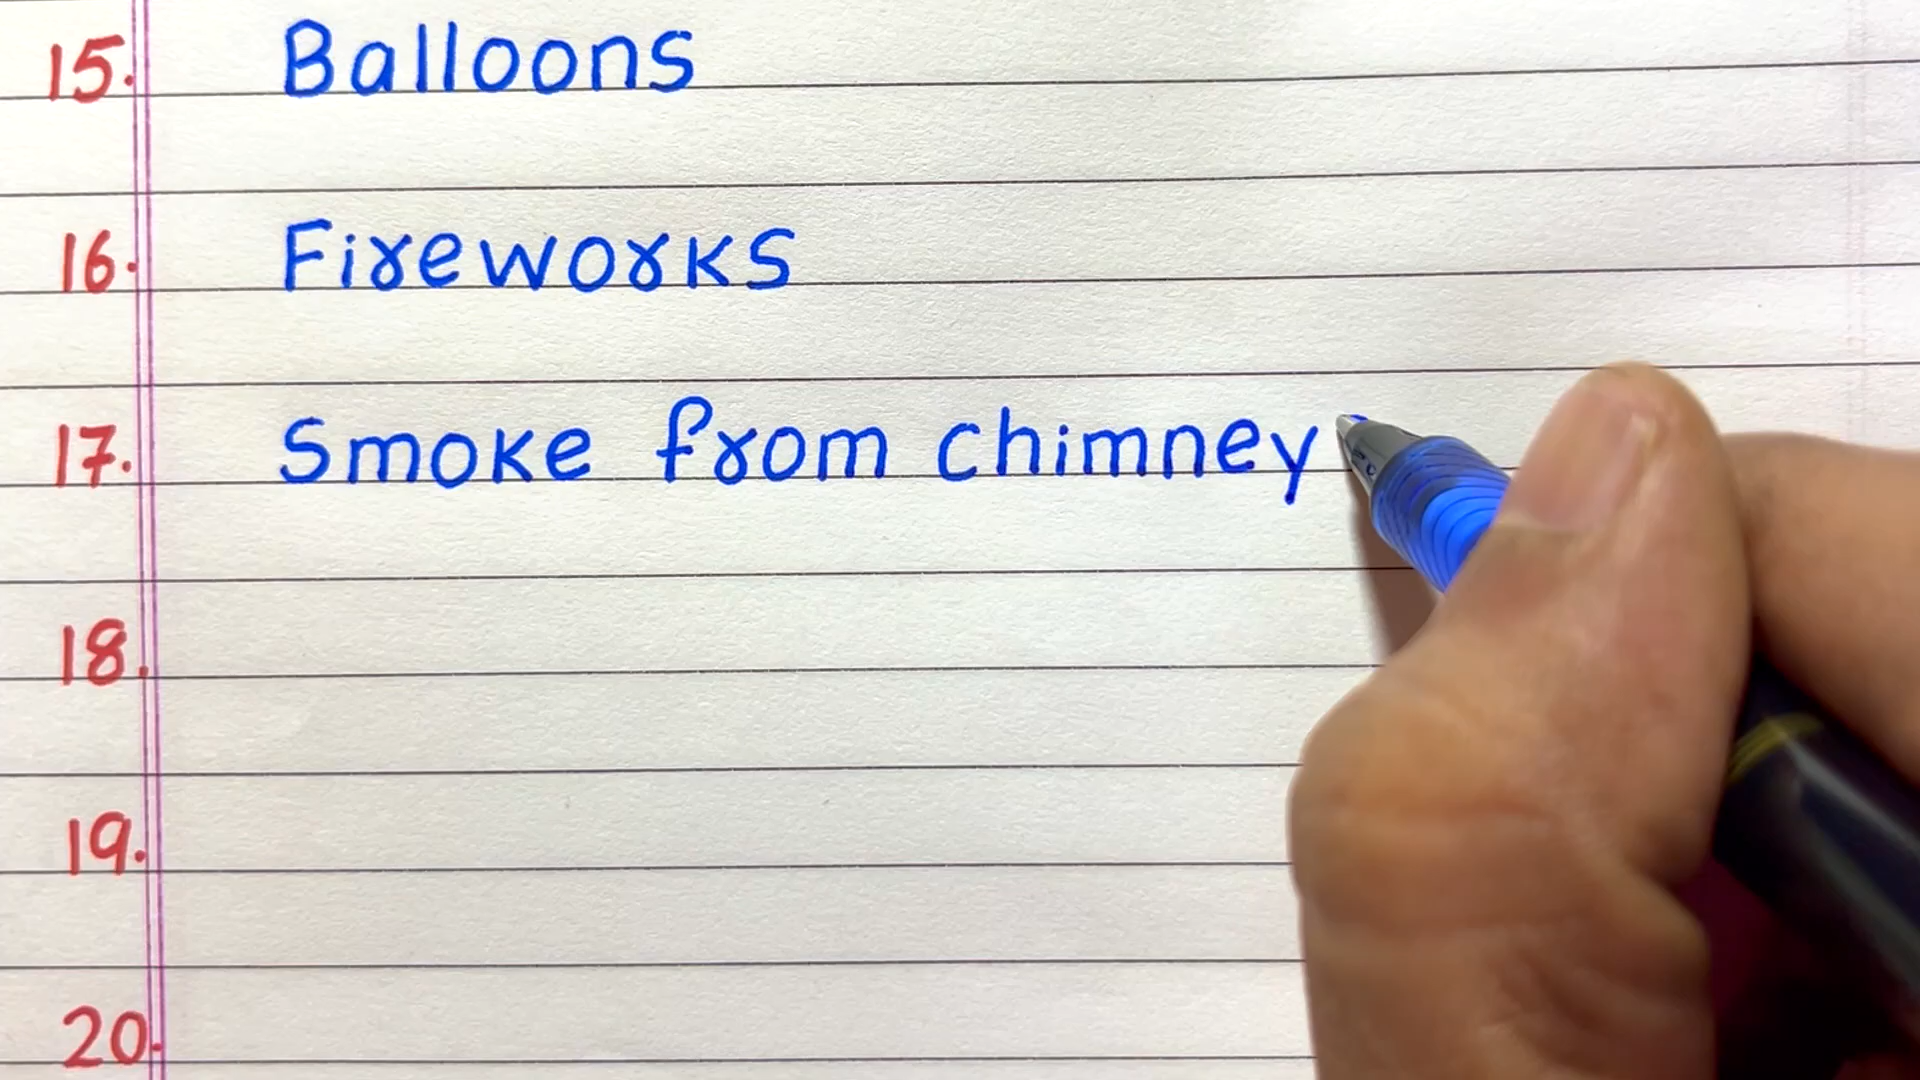 15. Balloons
16. Fireworks
17. Smoke from chimney
18.
19.
20.